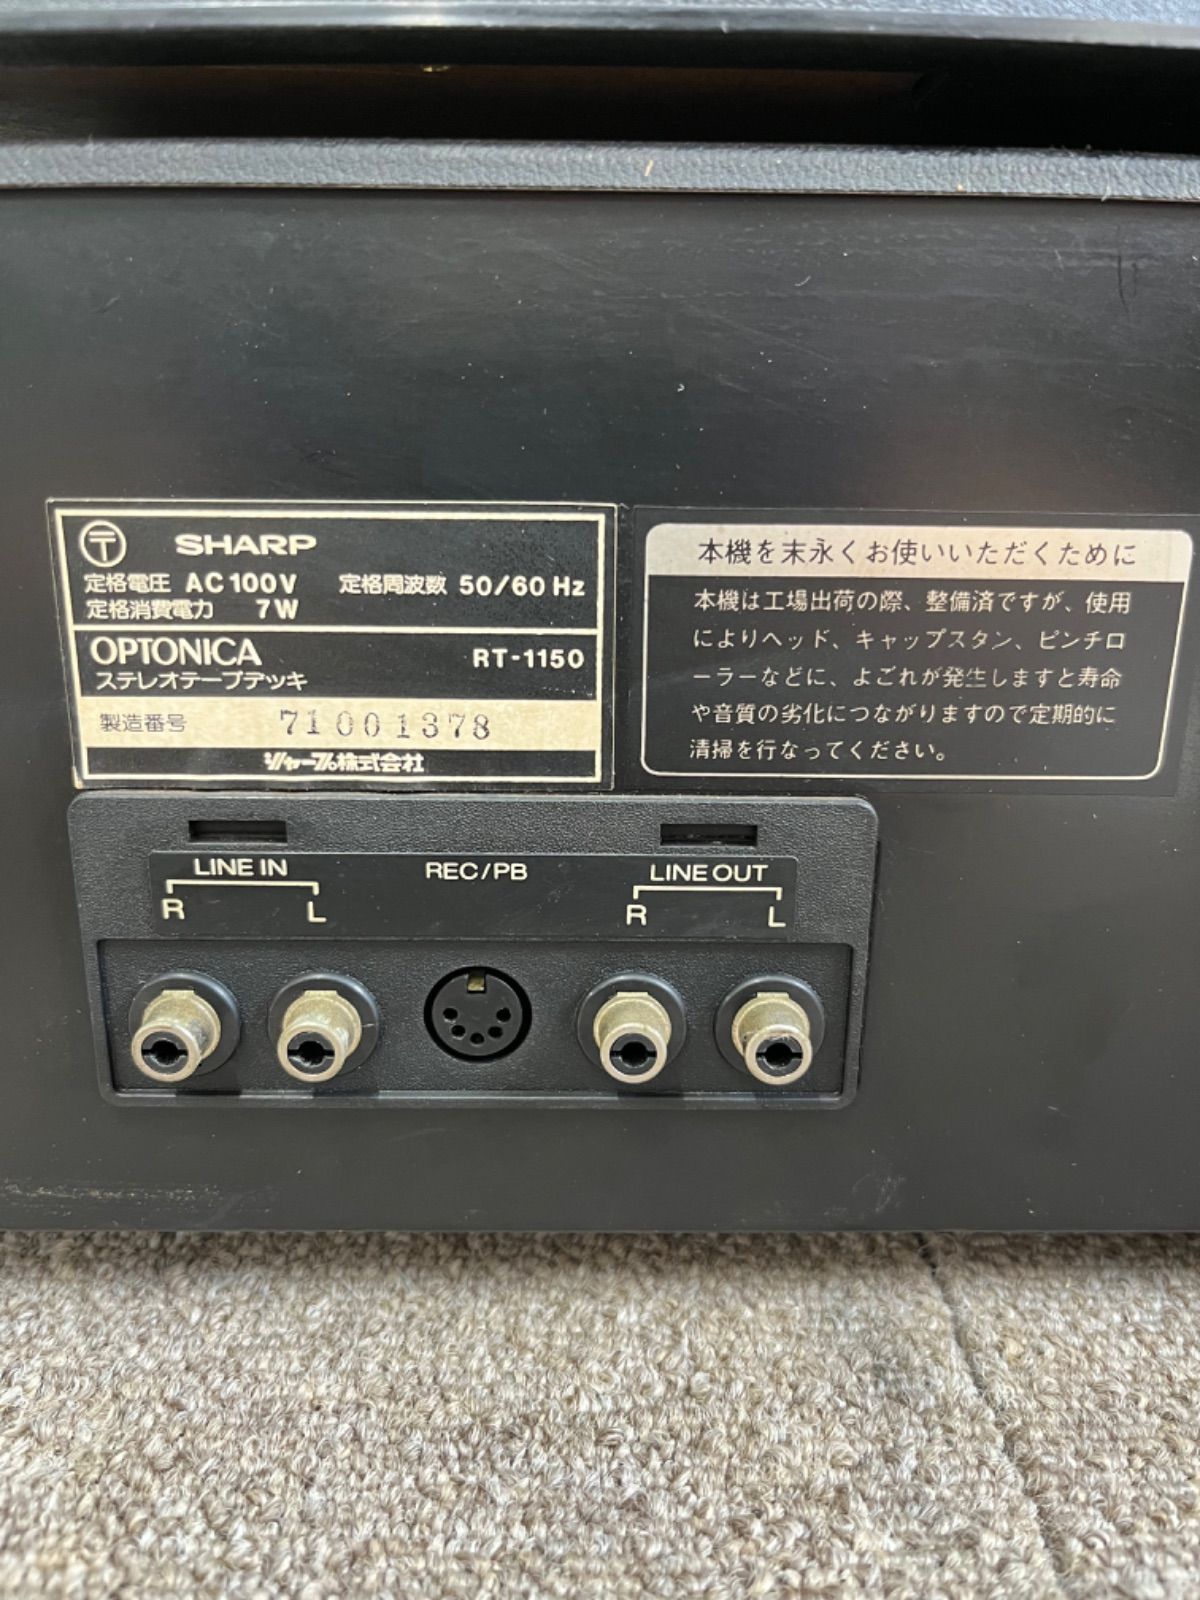 SHARP
定格電圧 AC 100V 定格周波数 50/60 Hz
定格消費電力 7W
OPTONICA RT-1150
ステレオテープデッキ
製造番号 71001378
シャープ株式会社
本機を末永くお使いいただくために
本機は工場出荷の際、整備済ですが、使用
によりヘッド、キャップスタン、ピンチロ
ーラーなどに、よごれが発生しますと寿命
や音質の劣化につながりますので定期的に
清掃を行なってください。
LINE IN REC/PB LINE OUT
R L R L